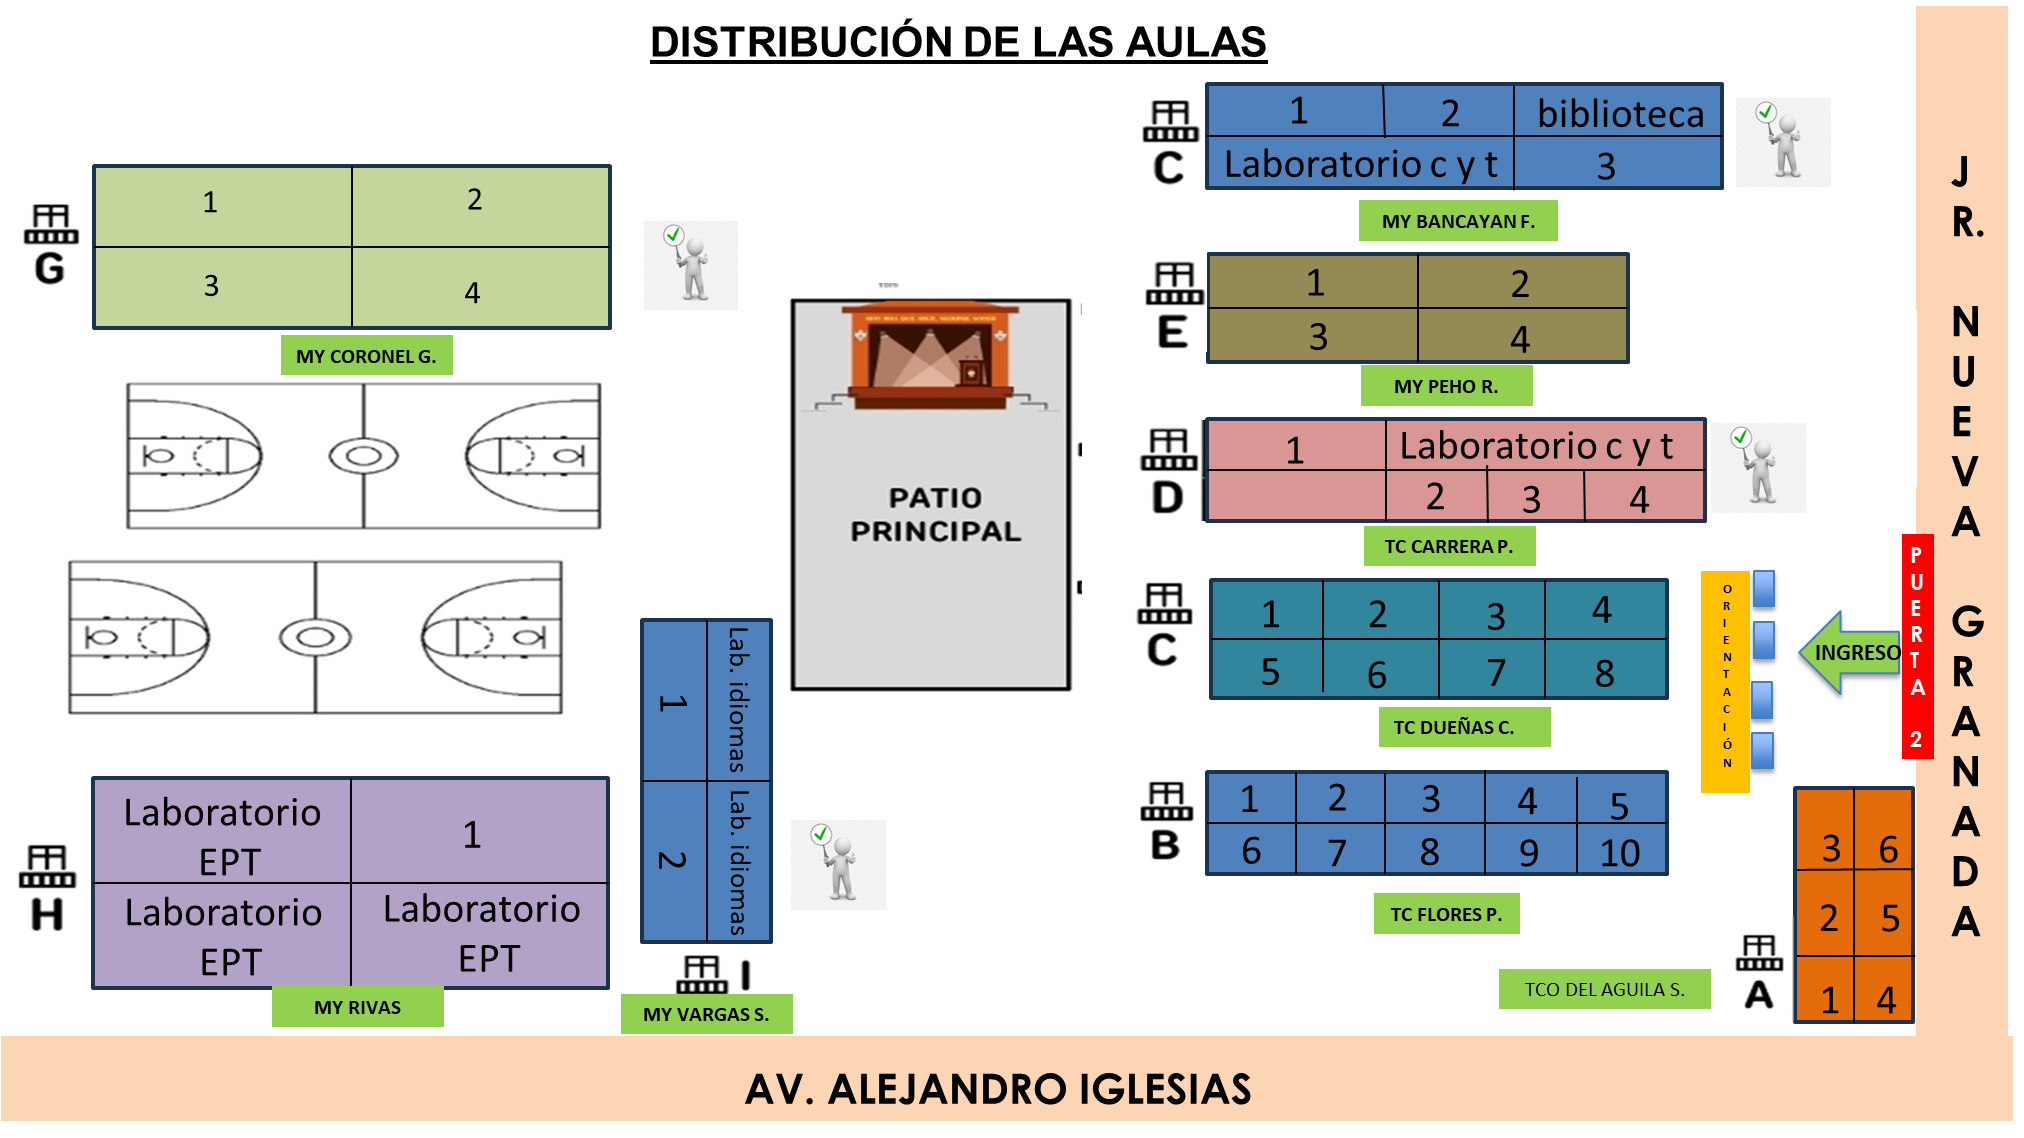 DISTRIBUCIÓN DE LAS AULAS
G
1 2
3 4
MY CORONEL G.
PATIO
PRINCIPAL
C
1 2 biblioteca
Laboratorio c y t 3
MY BANCAYAN F.
E
1 2
3 4
MY PEHO R.
D
1 Laboratorio c y t
2 3 4
TC CARRERA P.
C
1 2 3 4
5 6 7 8
TC DUEÑAS C.
B
1 2 3 4 5
6 7 8 9 10
TC FLORES P.
ORIENTACIÓN
INGRESO
PUERTA 2
JR. NUEVA GRANADA
A
3 6
2 5
1 4
TCO DEL AGUILA S.
H
Laboratorio
EPT
1
Laboratorio
EPT
Laboratorio
EPT
MY RIVAS
1 Lab. idiomas
2 Lab. idiomas
I
MY VARGAS S.
AV. ALEJANDRO IGLESIAS